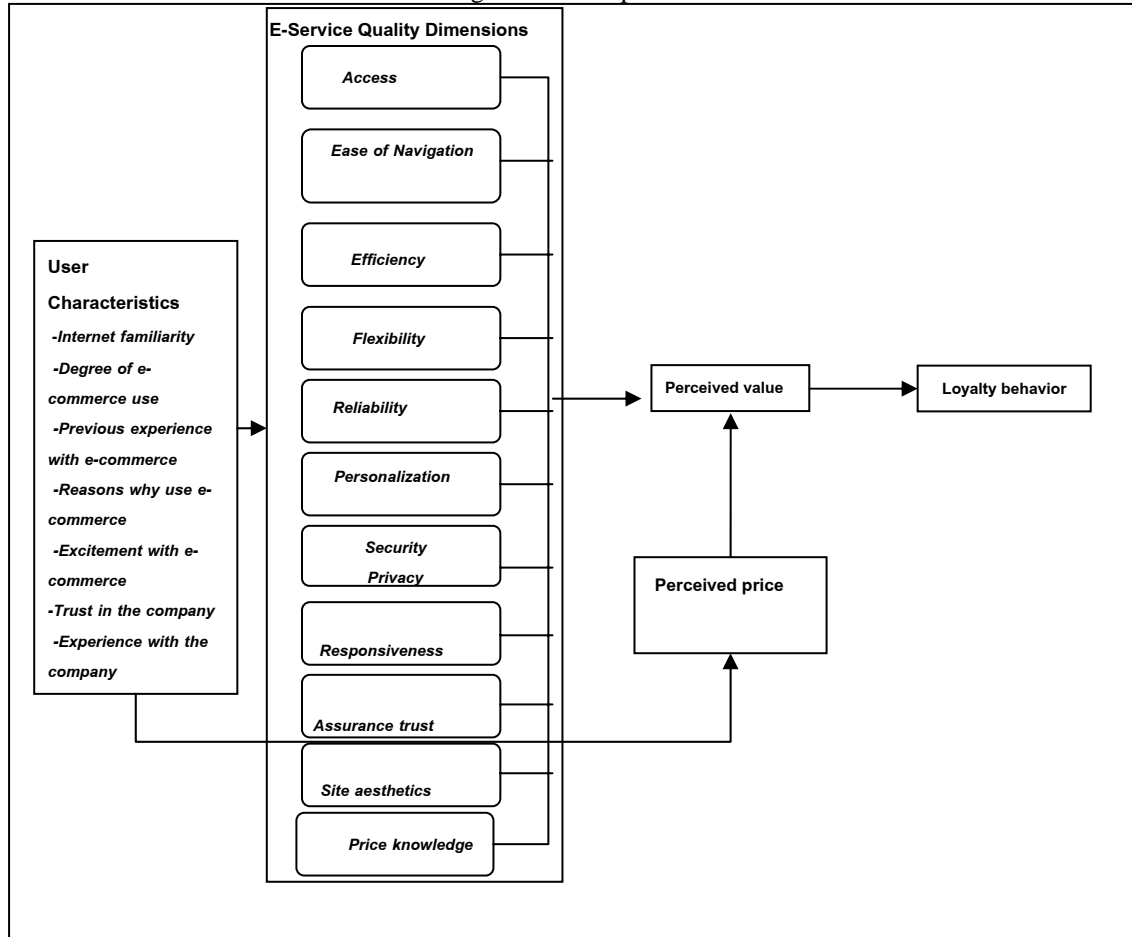 E-Service Quality Dimensions
Access
Ease of Navigation
Efficiency
Flexibility
Reliability
Personalization
Security
Privacy
Responsiveness
Assurance trust
Site aesthetics
Price knowledge
User
Characteristics
-Internet familiarity
-Degree of e-
commerce use
-Previous experience
with e-commerce
-Reasons why use e-
commerce
-Excitement with e-
commerce
-Trust in the company
-Experience with the
company
Perceived value
Loyalty behavior
Perceived price